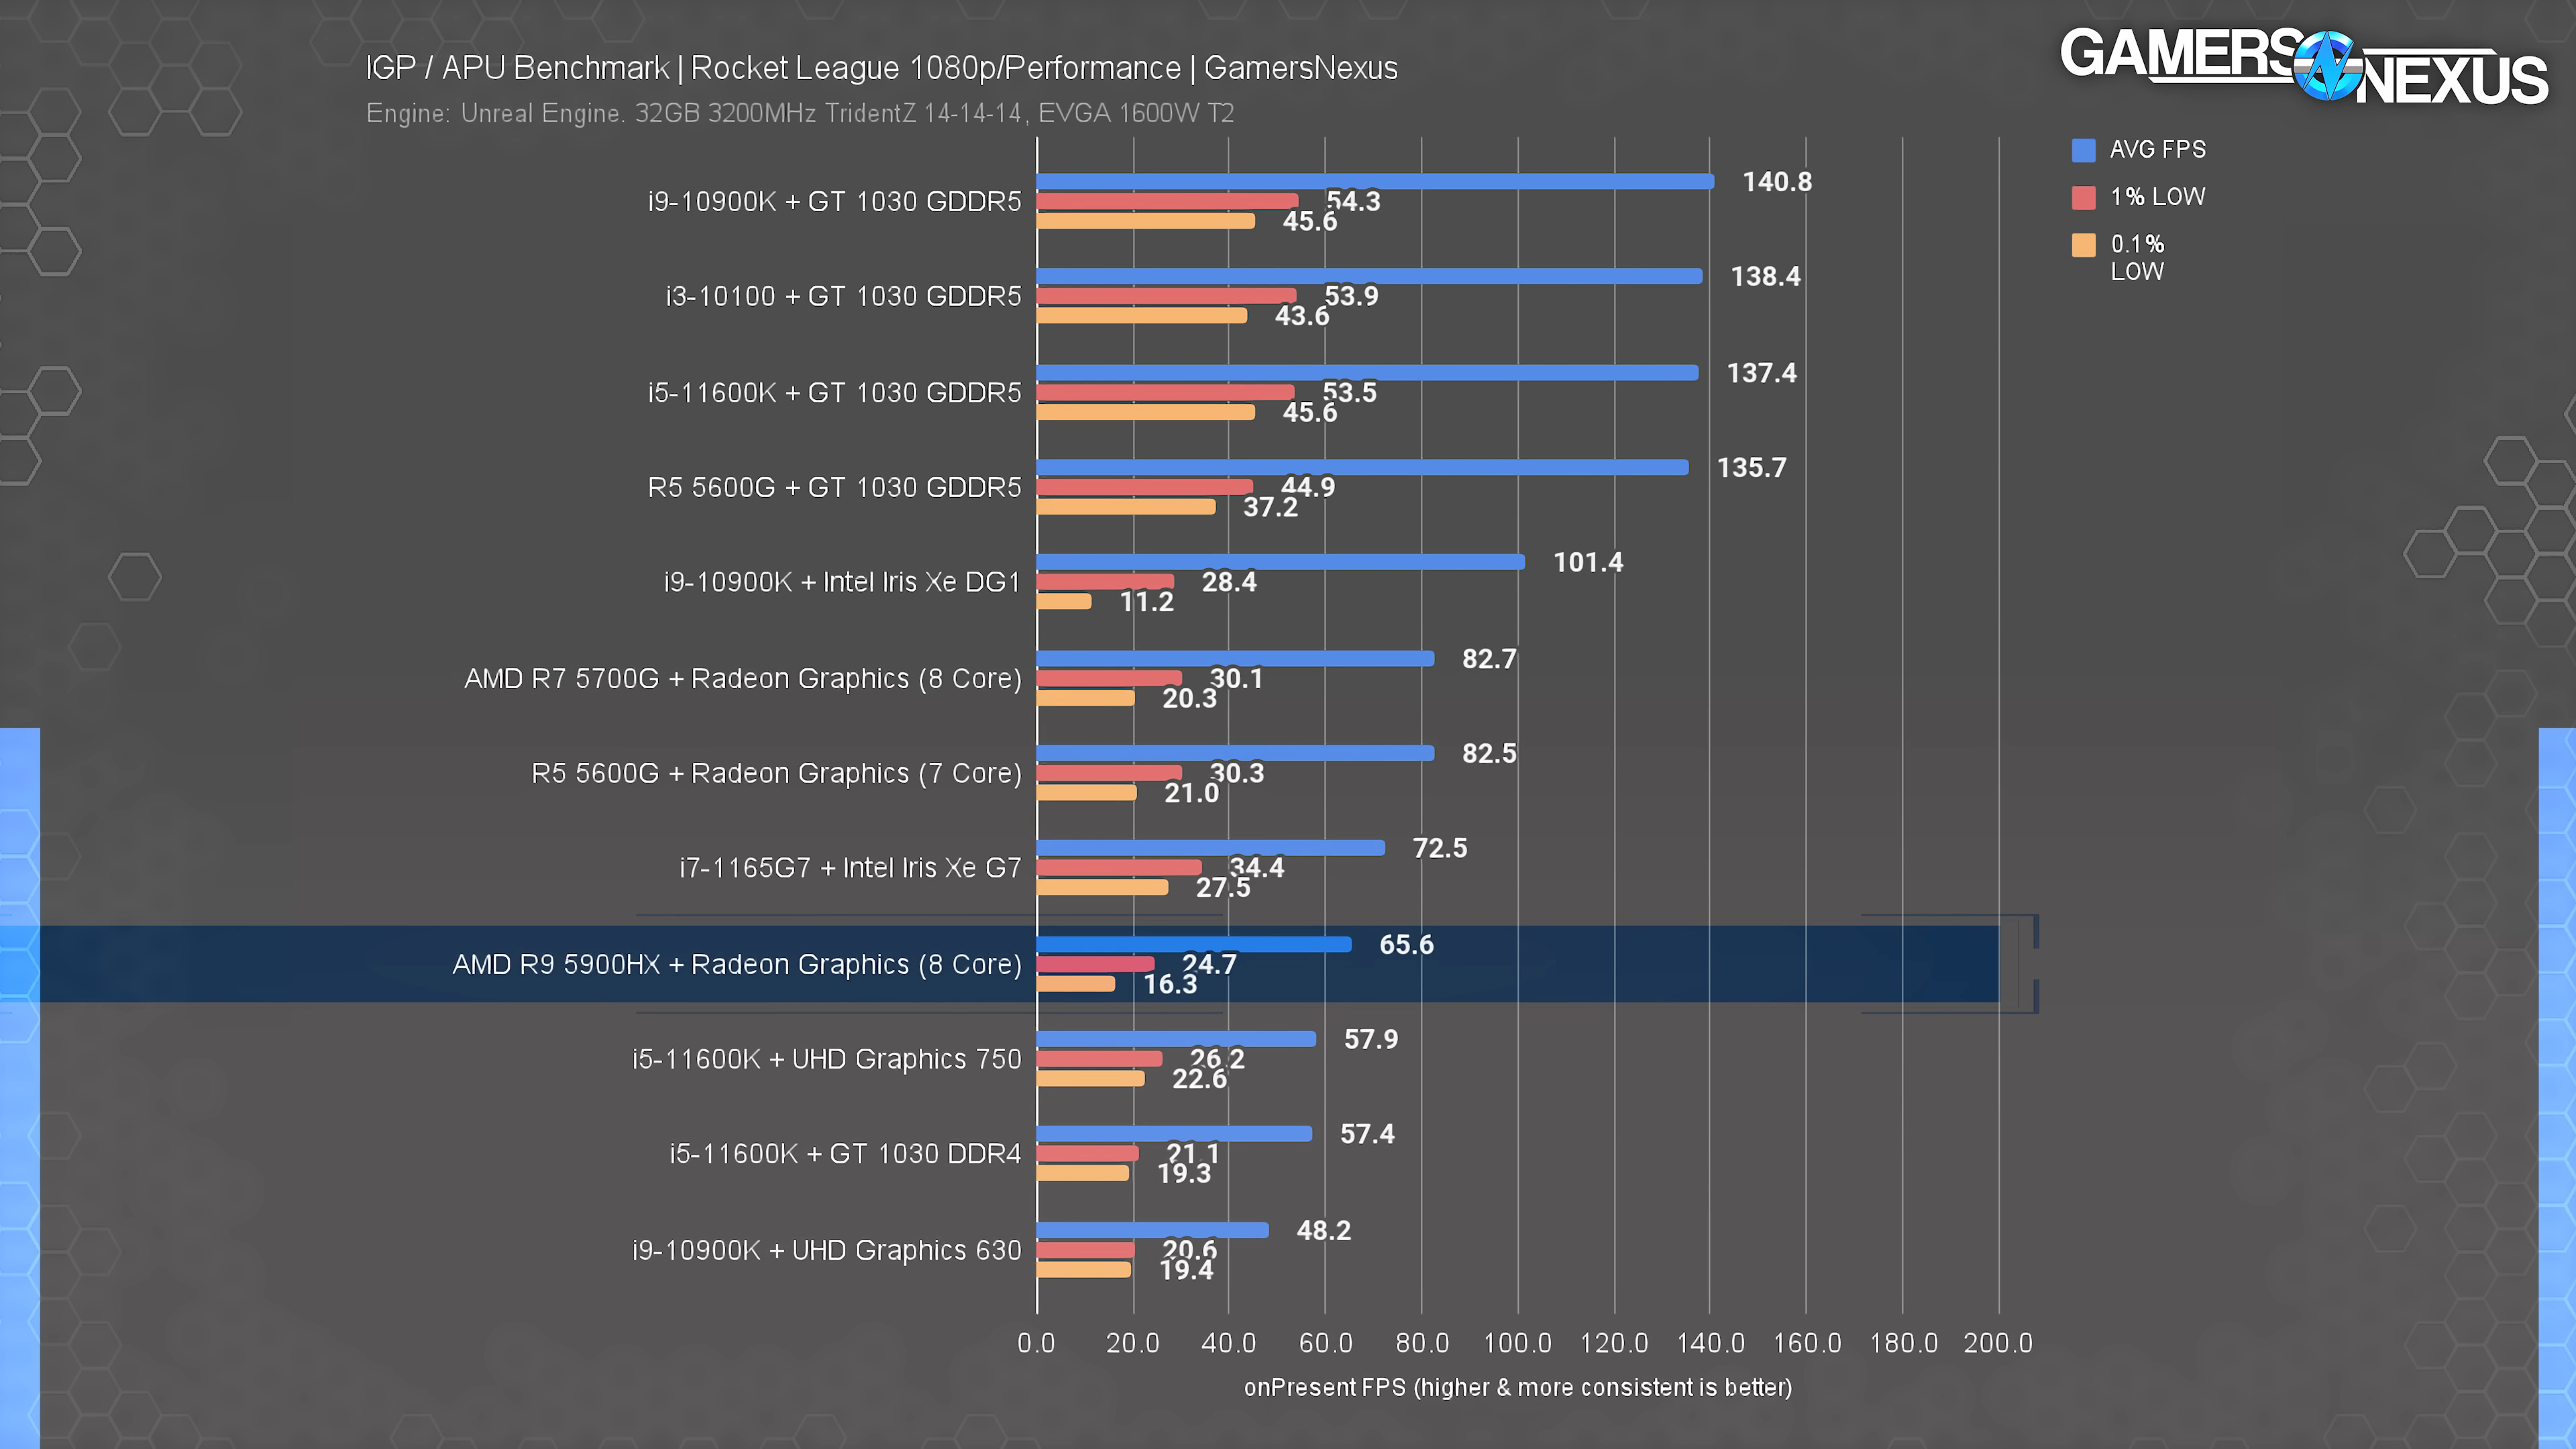 IGP / APU Benchmark | Rocket League 1080p/Performance | GamersNexus
Engine: Unreal Engine. 32GB 3200MHz TridentZ 14-14-14, EVGA 1600W T2
GAMERS NEXUS
AVG FPS
1% LOW
0.1%
LOW
i9-10900K + GT 1030 GDDR5
140.8
54.3
45.6
i3-10100 + GT 1030 GDDR5
138.4
53.9
43.6
i5-11600K + GT 1030 GDDR5
137.4
53.5
45.6
R5 5600G + GT 1030 GDDR5
135.7
44.9
37.2
i9-10900K + Intel Iris Xe DG1
101.4
28.4
11.2
AMD R7 5700G + Radeon Graphics (8 Core)
82.7
30.1
20.3
R5 5600G + Radeon Graphics (7 Core)
82.5
30.3
21.0
i7-1165G7 + Intel Iris Xe G7
72.5
34.4
27.5
AMD R9 5900HX + Radeon Graphics (8 Core)
65.6
24.7
16.3
i5-11600K + UHD Graphics 750
57.9
26.2
22.6
i5-11600K + GT 1030 DDR4
57.4
21.1
19.3
i9-10900K + UHD Graphics 630
48.2
20.6
19.4
0.0 20.0 40.0 60.0 80.0 100.0 120.0 140.0 160.0 180.0 200.0
onPresent FPS (higher & more consistent is better)